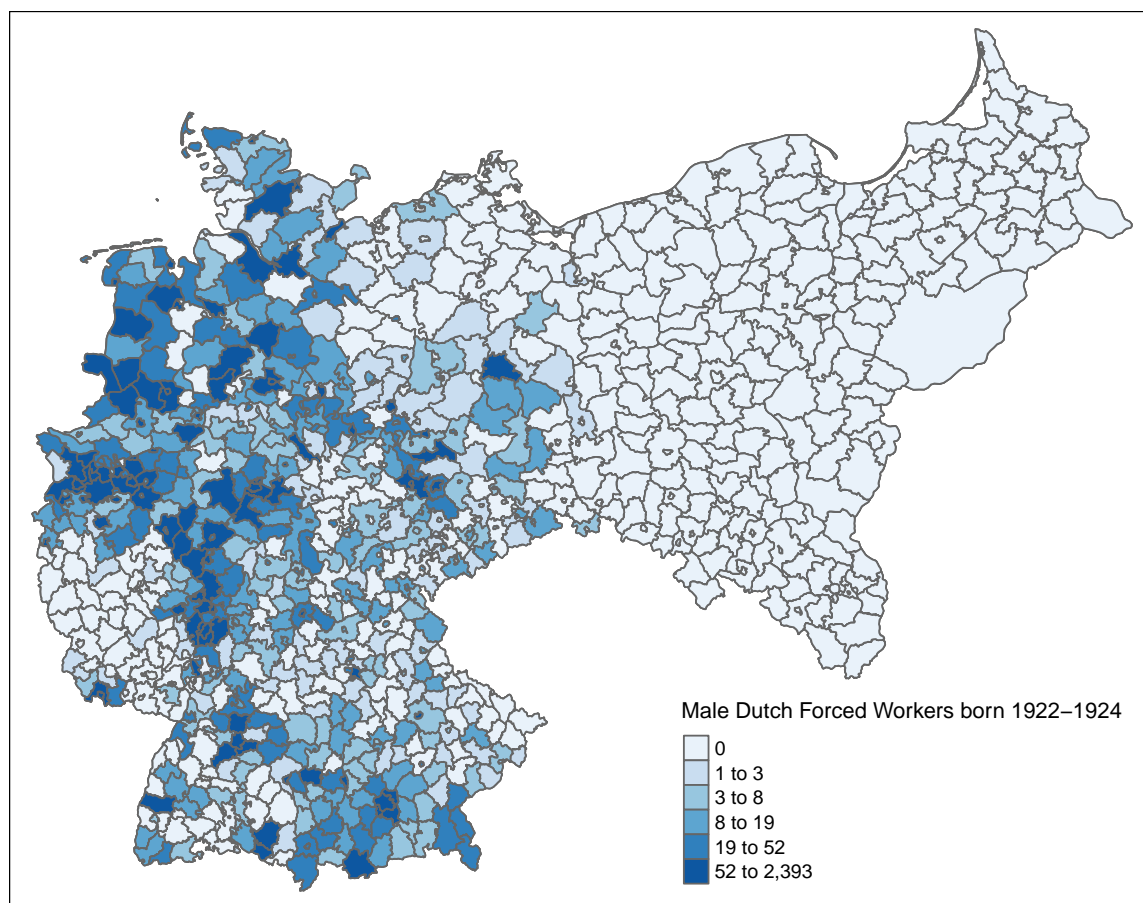 Male Dutch Forced Workers born 1922–1924
0
1 to 3
3 to 8
8 to 19
19 to 52
52 to 2,393